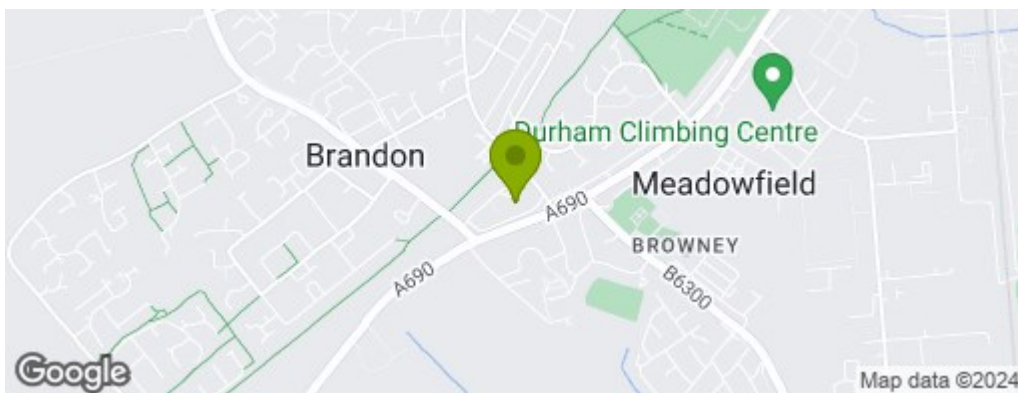 Durham Climbing Centre
Brandon
Meadowfield
A690
BROWNEY
A690
B6300
Google
Map data ©2024